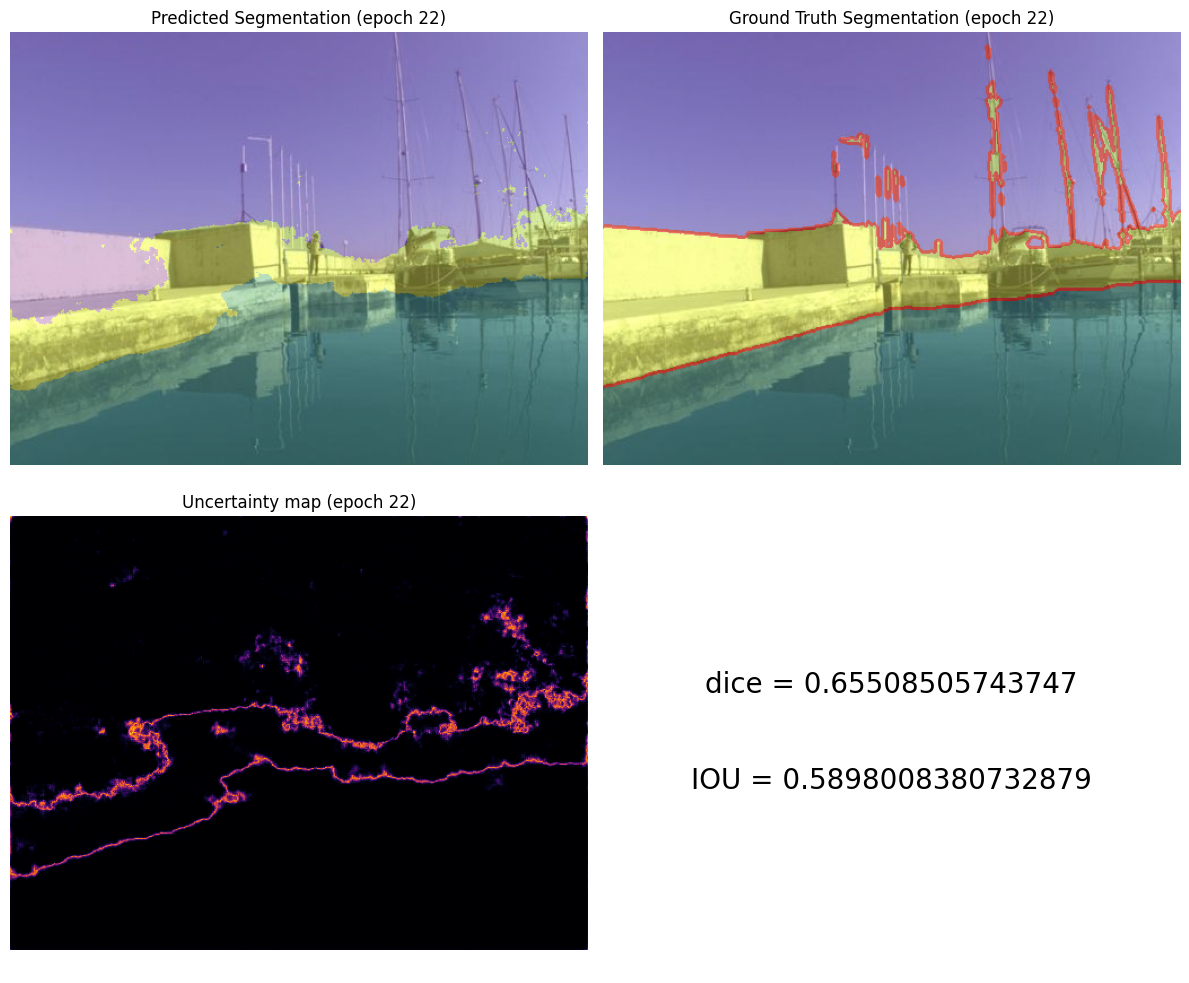 Predicted Segmentation (epoch 22)
Ground Truth Segmentation (epoch 22)
Uncertainty map (epoch 22)
dice = 0.65508505743747
IOU = 0.5898008380732879